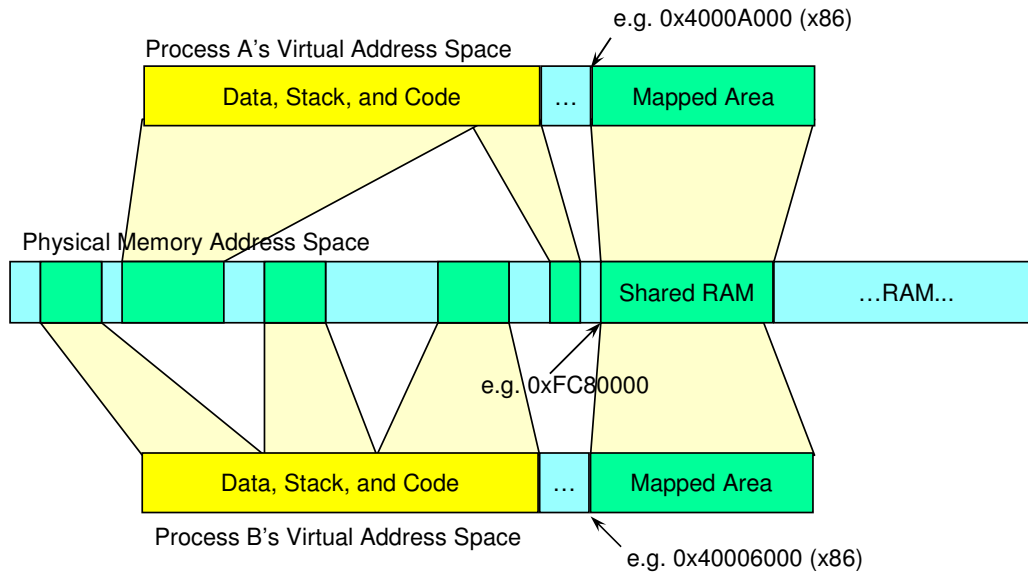 e.g. 0x4000A000 (x86)
Process A's Virtual Address Space
Data, Stack, and Code
…
Mapped Area
Physical Memory Address Space
Shared RAM
…RAM...
e.g. 0xFC80000
Data, Stack, and Code
…
Mapped Area
Process B's Virtual Address Space
e.g. 0x40006000 (x86)